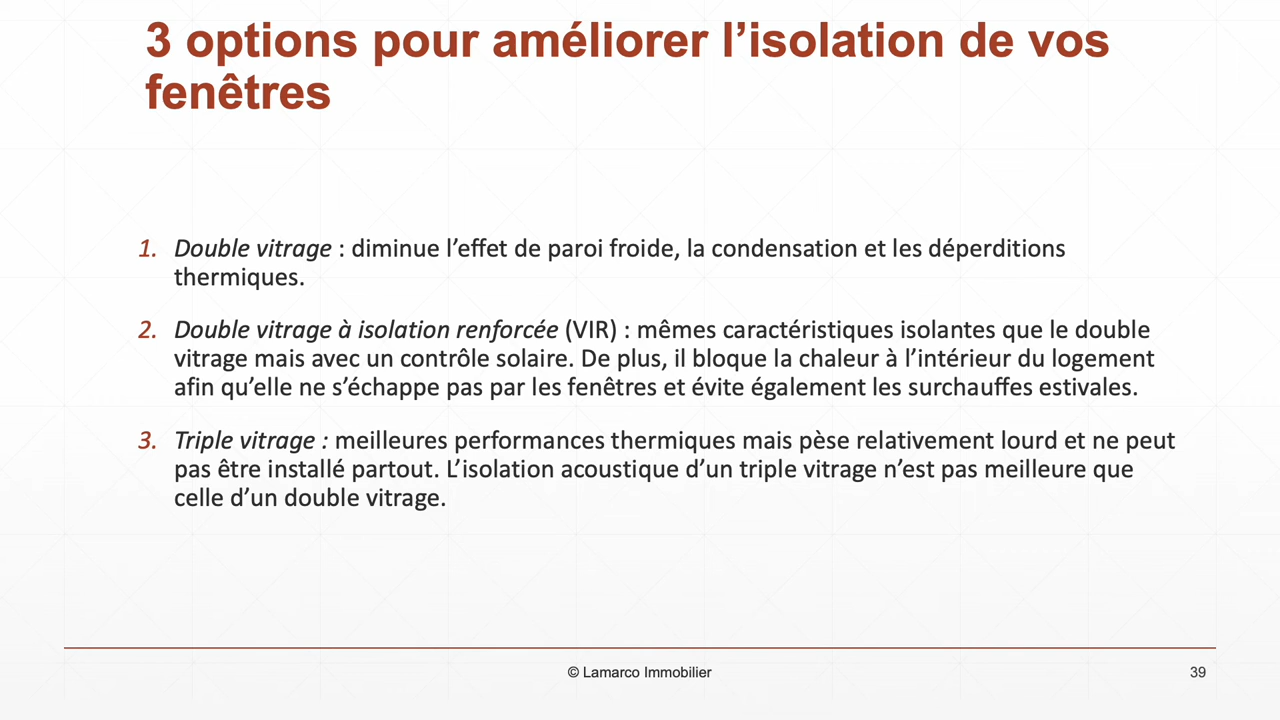 3 options pour améliorer l’isolation de vos
fenêtres
1. Double vitrage : diminue l’effet de paroi froide, la condensation et les déperditions
thermiques.
2. Double vitrage à isolation renforcée (VIR) : mêmes caractéristiques isolantes que le double
vitrage mais avec un contrôle solaire. De plus, il bloque la chaleur à l’intérieur du logement
afin qu’elle ne s’échappe pas par les fenêtres et évite également les surchauffes estivales.
3. Triple vitrage : meilleures performances thermiques mais pèse relativement lourd et ne peut
pas être installé partout. L’isolation acoustique d’un triple vitrage n’est pas meilleure que
celle d’un double vitrage.
© Lamarco Immobilier
39